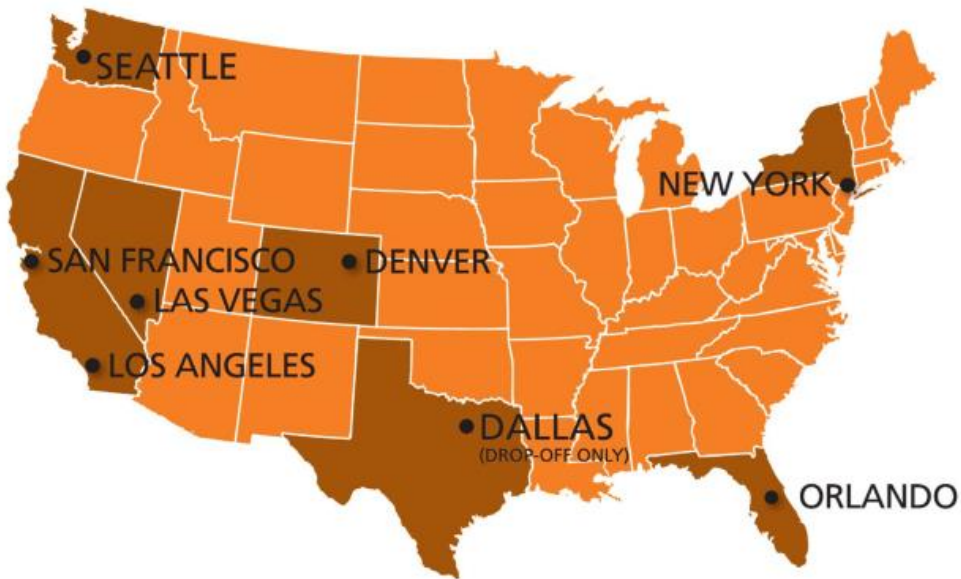 SEATTLE
NEW YORK
SAN FRANCISCO
DENVER
LAS VEGAS
LOS ANGELES
DALLAS
(DROP-OFF ONLY)
ORLANDO